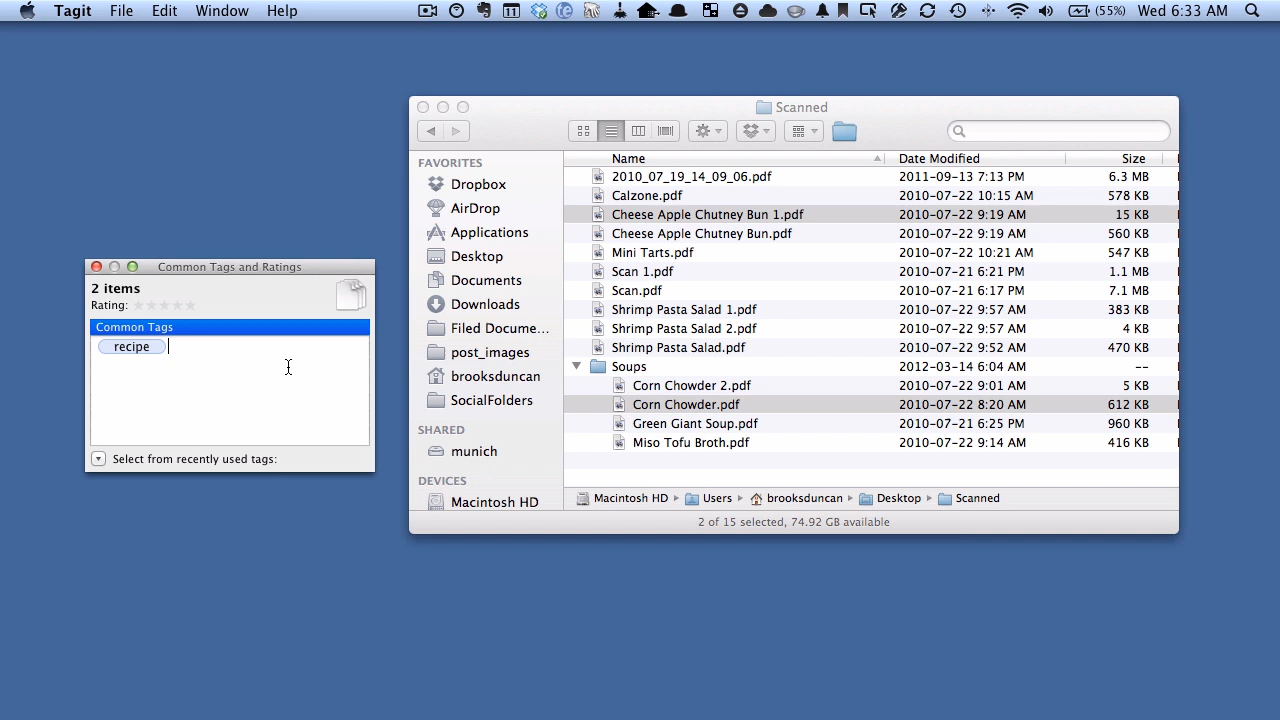 Tagit File Edit Window Help 11 (55%) Wed 6:33 AM
Scanned
FAVORITES
Dropbox
AirDrop
Applications
Desktop
Documents
Downloads
Filed Docume...
post_images
brooksduncan
SocialFolders
SHARED
munich
DEVICES
Macintosh HD
Name Date Modified Size
2010_07_19_14_09_06.pdf 2011-09-13 7:13 PM 6.3 MB
Calzone.pdf 2010-07-22 10:15 AM 578 KB
Cheese Apple Chutney Bun 1.pdf 2010-07-22 9:19 AM 15 KB
Cheese Apple Chutney Bun.pdf 2010-07-22 9:19 AM 560 KB
Mini Tarts.pdf 2010-07-22 10:21 AM 547 KB
Scan 1.pdf 2010-07-21 6:21 PM 1.1 MB
Scan.pdf 2010-07-21 6:17 PM 7.1 MB
Shrimp Pasta Salad 1.pdf 2010-07-22 9:57 AM 383 KB
Shrimp Pasta Salad 2.pdf 2010-07-22 9:57 AM 4 KB
Shrimp Pasta Salad.pdf 2010-07-22 9:52 AM 470 KB
Soups 2012-03-14 6:04 AM --
Corn Chowder 2.pdf 2010-07-22 9:01 AM 5 KB
Corn Chowder.pdf 2010-07-22 8:20 AM 612 KB
Green Giant Soup.pdf 2010-07-21 6:25 PM 960 KB
Miso Tofu Broth.pdf 2010-07-22 9:14 AM 416 KB
Macintosh HD Users brooksduncan Desktop Scanned
2 of 15 selected, 74.92 GB available
Common Tags and Ratings
2 items
Rating:
Common Tags
recipe
Select from recently used tags: